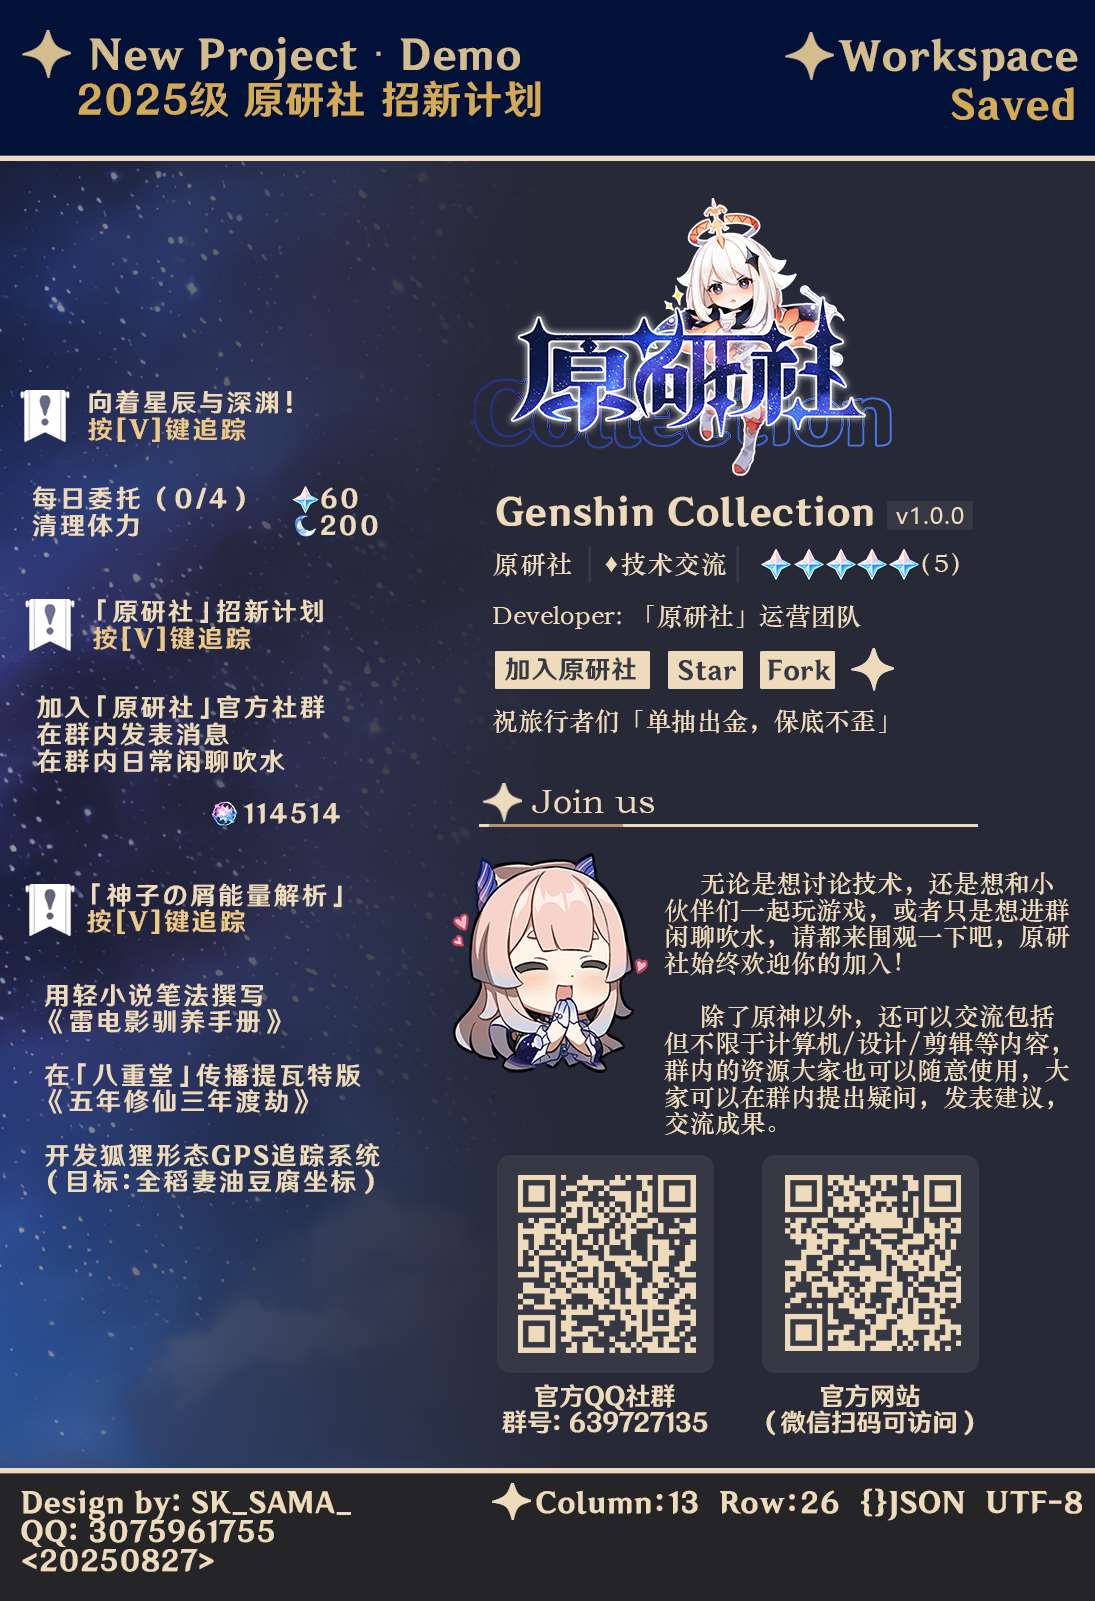 New Project · Demo
2025级 原研社 招新计划
Workspace
Saved
向着星辰与深渊！
按[V]键追踪
每日委托（0/4） 60
清理体力 200
「原研社」招新计划
按[V]键追踪
加入「原研社」官方社群
在群内发表消息
在群内日常闲聊吹水
114514
「神子の屑能量解析」
按[V]键追踪
用轻小说笔法撰写
《雷电影驯养手册》
在「八重堂」传播提瓦特版
《五年修仙三年渡劫》
开发狐狸形态GPS追踪系统
（目标：全稻妻油豆腐坐标）
原研社
Collection
Genshin Collection v1.0.0
原研社 ♦技术交流 (5)
Developer: 「原研社」运营团队
加入原研社 Star Fork
祝旅行者们「单抽出金，保底不歪」
Join us
无论是想讨论技术，还是想和小
伙伴们一起玩游戏，或者只是想进群
闲聊吹水，请都来围观一下吧，原研
社始终欢迎你的加入！
除了原神以外，还可以交流包括
但不限于计算机/设计/剪辑等内容，
群内的资源大家也可以随意使用，大
家可以在群内提出疑问，发表建议，
交流成果。
官方QQ社群
群号：639727135
官方网站
（微信扫码可访问）
Design by: SK_SAMA_
QQ: 3075961755
<20250827>
Column:13 Row:26 {}JSON UTF-8